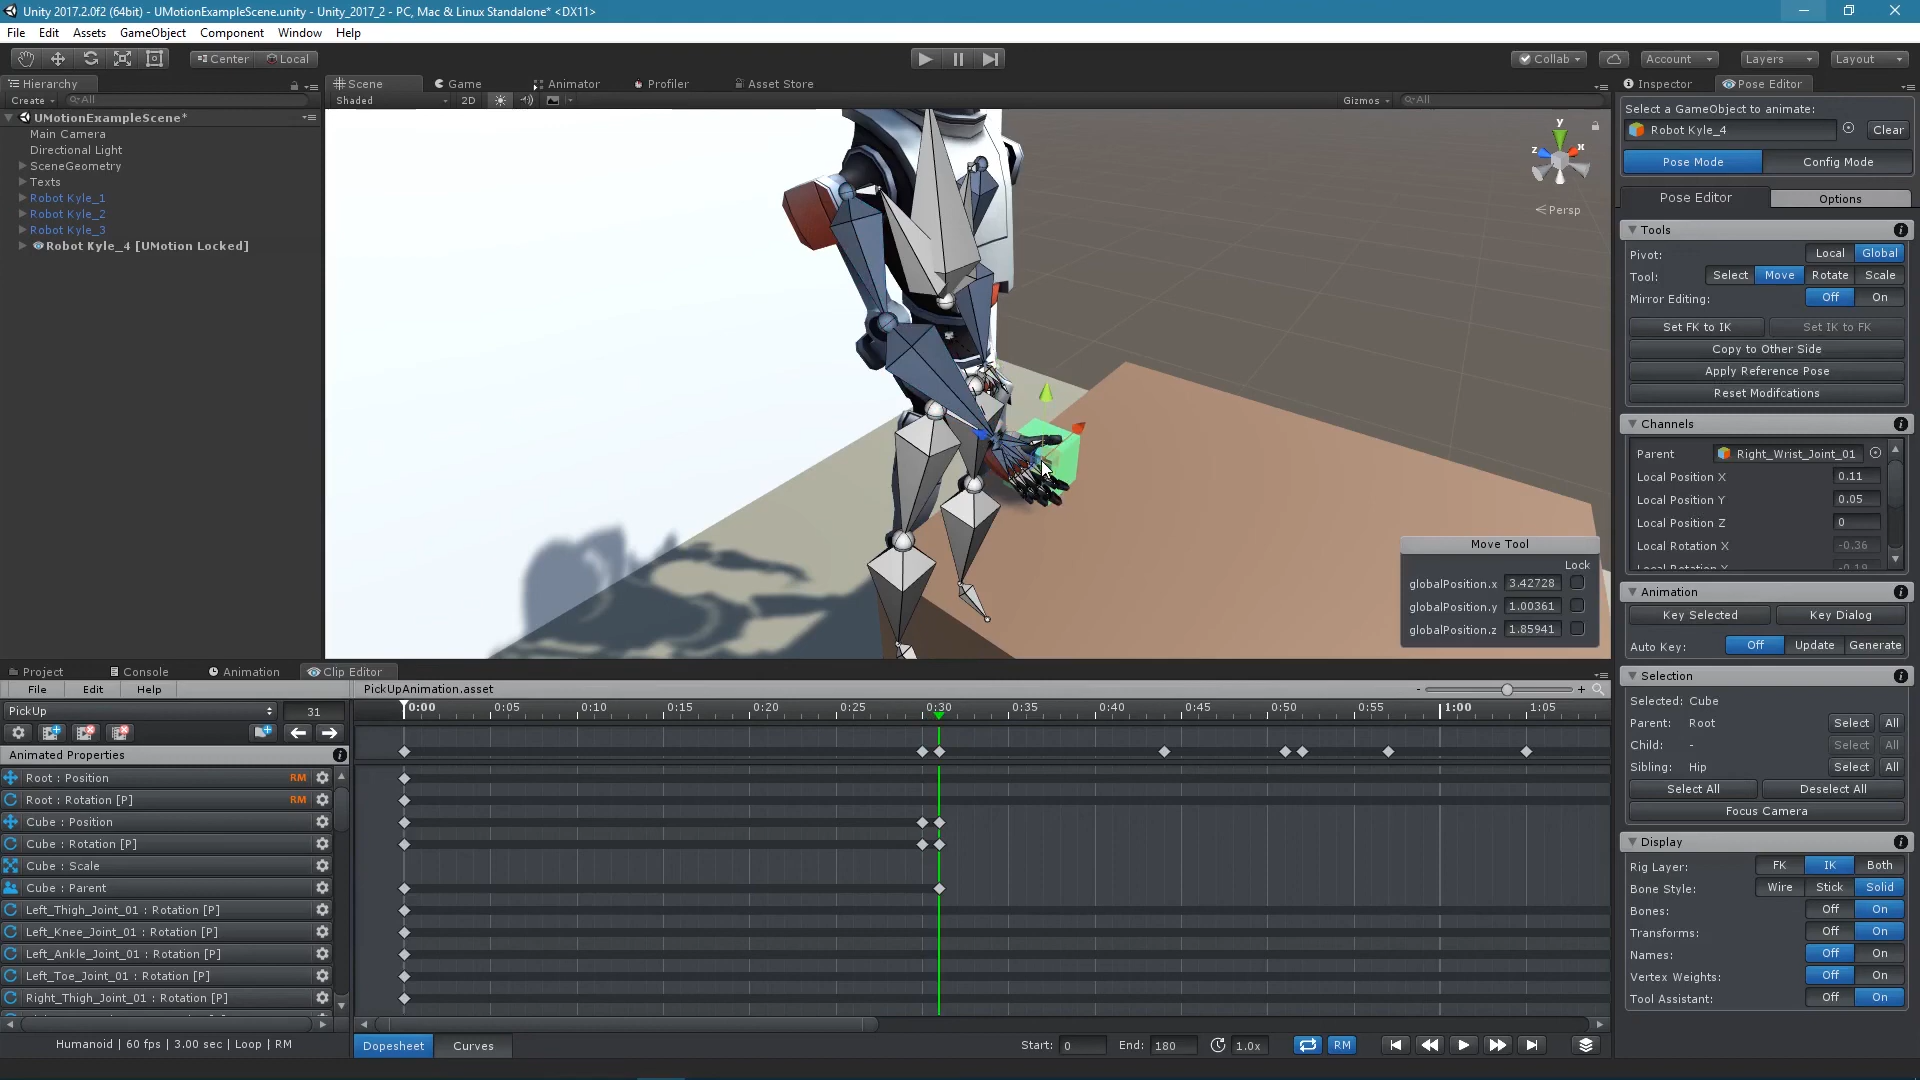 Unity 2017.2.0f2 (64bit) - UMotionExampleScene.unity - Unity_2017_2 - PC, Mac & Linux Standalone* <DX11>
File Edit Assets GameObject Component Window Help
Center Local Collab Account Layers Layout
Hierarchy
Create All
UMotionExampleScene*
Main Camera
Directional Light
SceneGeometry
Texts
Robot Kyle_1
Robot Kyle_2
Robot Kyle_3
Robot Kyle_4 [UMotion Locked]
Scene Game Animator Profiler Asset Store
Shaded 2D Gizmos All
y
z x
Persp
Move Tool
Lock
globalPosition.x 3.42728
globalPosition.y 1.00361
globalPosition.z 1.85941
Inspector Pose Editor
Select a GameObject to animate:
Robot Kyle_4 Clear
Pose Mode Config Mode
Pose Editor Options
Tools
Pivot: Local Global
Tool: Select Move Rotate Scale
Mirror Editing: Off On
Set FK to IK Set IK to FK
Copy to Other Side
Apply Reference Pose
Reset Modifcations
Channels
Parent Right_Wrist_Joint_01
Local Position X 0.11
Local Position Y 0.05
Local Position Z 0
Local Rotation X -0.36
Local Rotation Y -0.19
Animation
Key Selected Key Dialog
Auto Key: Off Update Generate
Selection
Selected: Cube
Parent: Root Select All
Child: - Select All
Sibling: Hip Select All
Select All Deselect All
Focus Camera
Display
Rig Layer: FK IK Both
Bone Style: Wire Stick Solid
Bones: Off On
Transforms: Off On
Names: Off On
Vertex Weights: Off On
Tool Assistant: Off On
Project Console Animation Clip Editor
File Edit Help PickUpAnimation.asset - +
PickUp 31
0:00 0:05 0:10 0:15 0:20 0:25 0:30 0:35 0:40 0:45 0:50 0:55 1:00 1:05
Animated Properties
Root : Position RM
Root : Rotation [P] RM
Cube : Position
Cube : Rotation [P]
Cube : Scale
Cube : Parent
Left_Thigh_Joint_01 : Rotation [P]
Left_Knee_Joint_01 : Rotation [P]
Left_Ankle_Joint_01 : Rotation [P]
Left_Toe_Joint_01 : Rotation [P]
Right_Thigh_Joint_01 : Rotation [P]
Humanoid | 60 fps | 3.00 sec | Loop | RM
Dopesheet Curves Start: 0 End: 180 1.0x RM